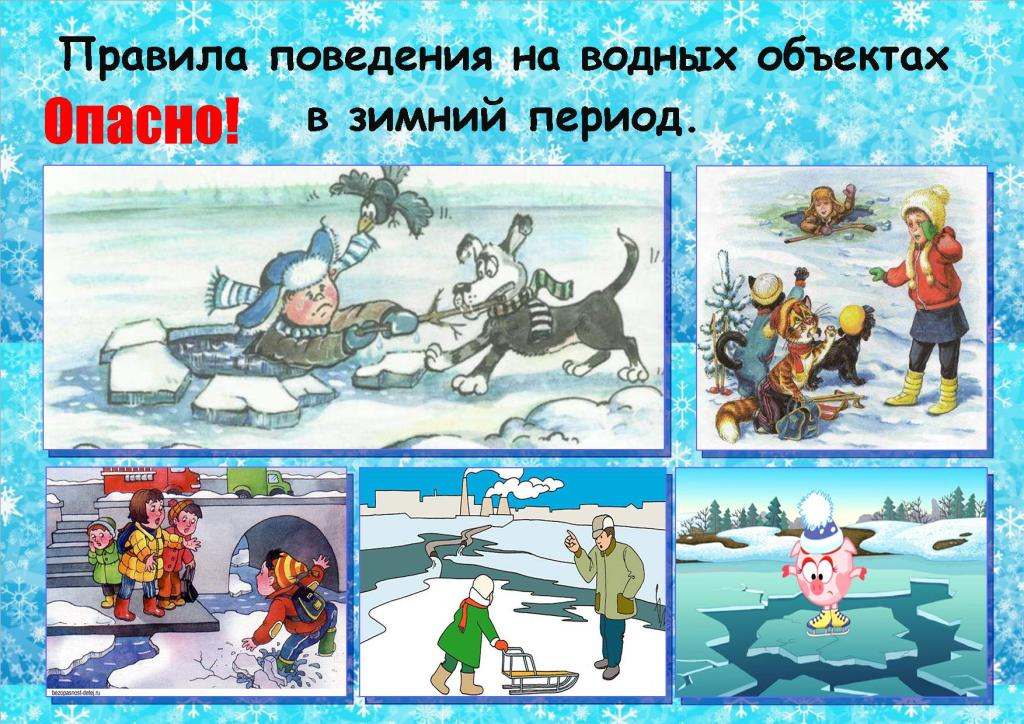 Правила поведения на водных объектах
Опасно! в зимний период.
bezopasnost-detej.ru